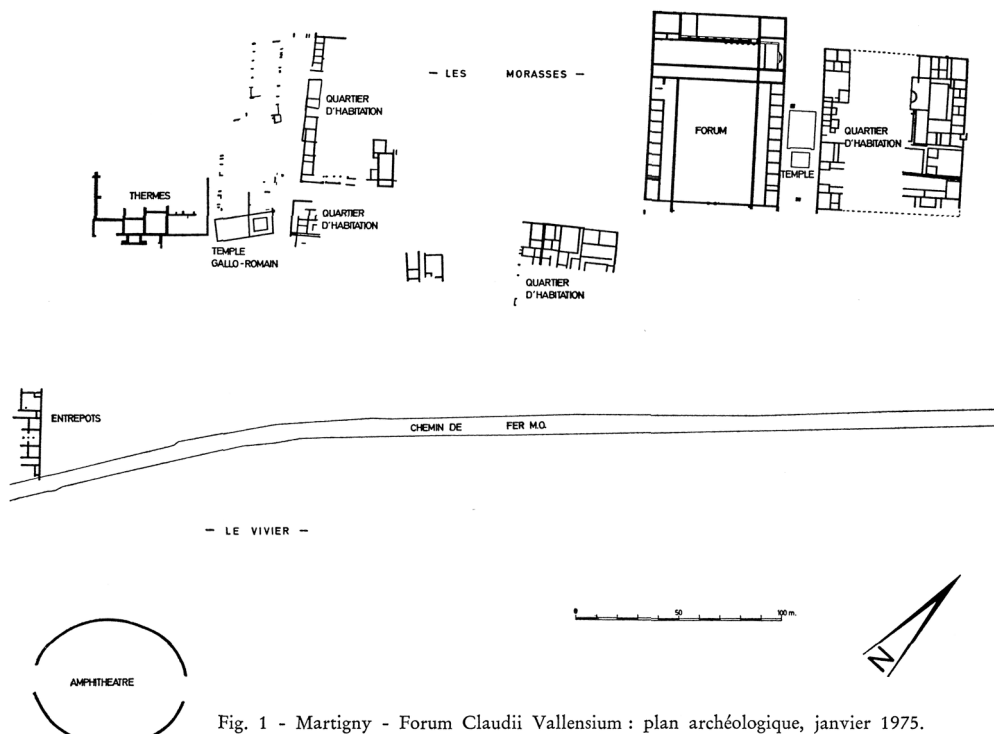 — LES MORASSES —
QUARTIER
D'HABITATION
FORUM
QUARTIER
D'HABITATION
TEMPLE
THERMES
QUARTIER
D'HABITATION
TEMPLE
GALLO-ROMAIN
QUARTIER
D'HABITATION
ENTREPOTS
CHEMIN DE FER M.O.
— LE VIVIER —
0 50 100 m.
N
AMPHITHEATRE
Fig. 1 - Martigny - Forum Claudii Vallensium : plan archéologique, janvier 1975.